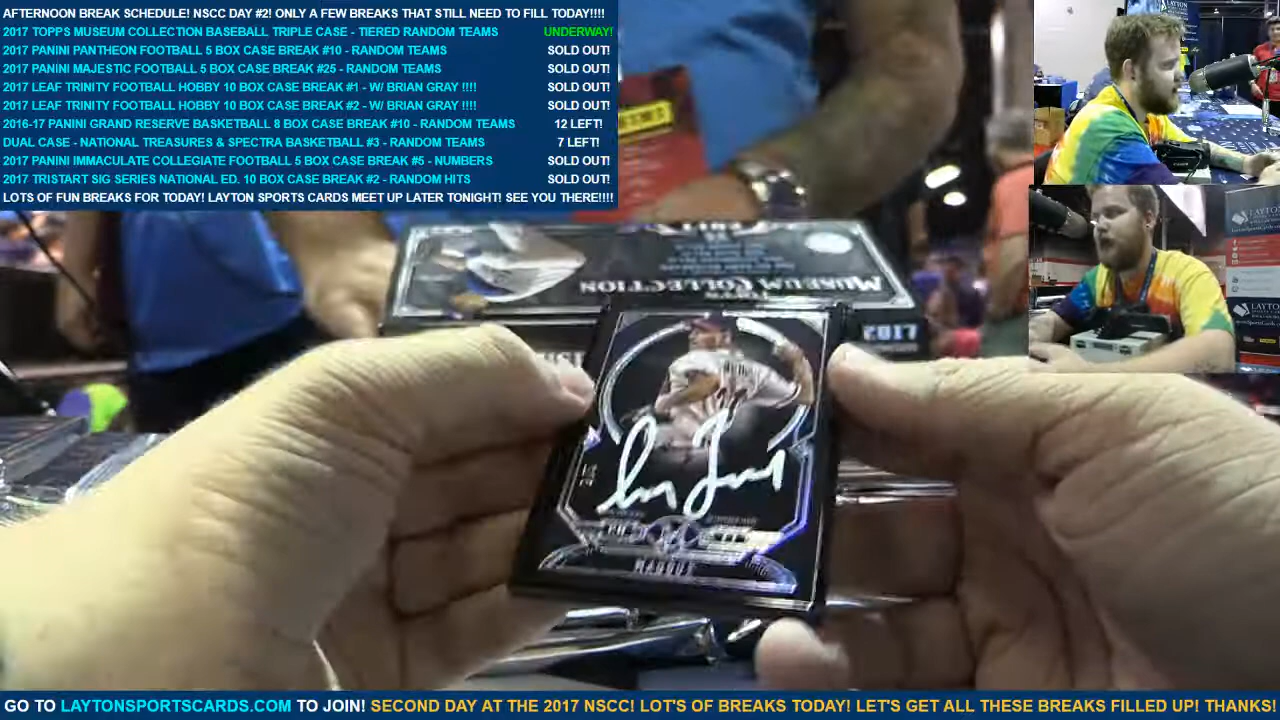 AFTERNOON BREAK SCHEDULE! NSCC DAY #2! ONLY A FEW BREAKS THAT STILL NEED TO FILL TODAY!!!!
2017 TOPPS MUSEUM COLLECTION BASEBALL TRIPLE CASE - TIERED RANDOM TEAMS UNDERWAY!
2017 PANINI PANTHEON FOOTBALL 5 BOX CASE BREAK #10 - RANDOM TEAMS SOLD OUT!
2017 PANINI MAJESTIC FOOTBALL 5 BOX CASE BREAK #25 - RANDOM TEAMS SOLD OUT!
2017 LEAF TRINITY FOOTBALL HOBBY 10 BOX CASE BREAK #1 - W/ BRIAN GRAY !!!! SOLD OUT!
2017 LEAF TRINITY FOOTBALL HOBBY 10 BOX CASE BREAK #2 - W/ BRIAN GRAY !!!! SOLD OUT!
2016-17 PANINI GRAND RESERVE BASKETBALL 8 BOX CASE BREAK #10 - RANDOM TEAMS 12 LEFT!
DUAL CASE - NATIONAL TREASURES & SPECTRA BASKETBALL #3 - RANDOM TEAMS 7 LEFT!
2017 PANINI IMMACULATE COLLEGIATE FOOTBALL 5 BOX CASE BREAK #5 - NUMBERS SOLD OUT!
2017 TRISTART SIG SERIES NATIONAL ED. 10 BOX CASE BREAK #2 - RANDOM HITS SOLD OUT!
LOTS OF FUN BREAKS FOR TODAY! LAYTON SPORTS CARDS MEET UP LATER TONIGHT! SEE YOU THERE!!!!
MUSEUM COLLECTION
2017
LAYTON
GO TO LAYTONSPORTSCARDS.COM TO JOIN! SECOND DAY AT THE 2017 NSCC! LOT'S OF BREAKS TODAY! LET'S GET ALL THESE BREAKS FILLED UP! THANKS!